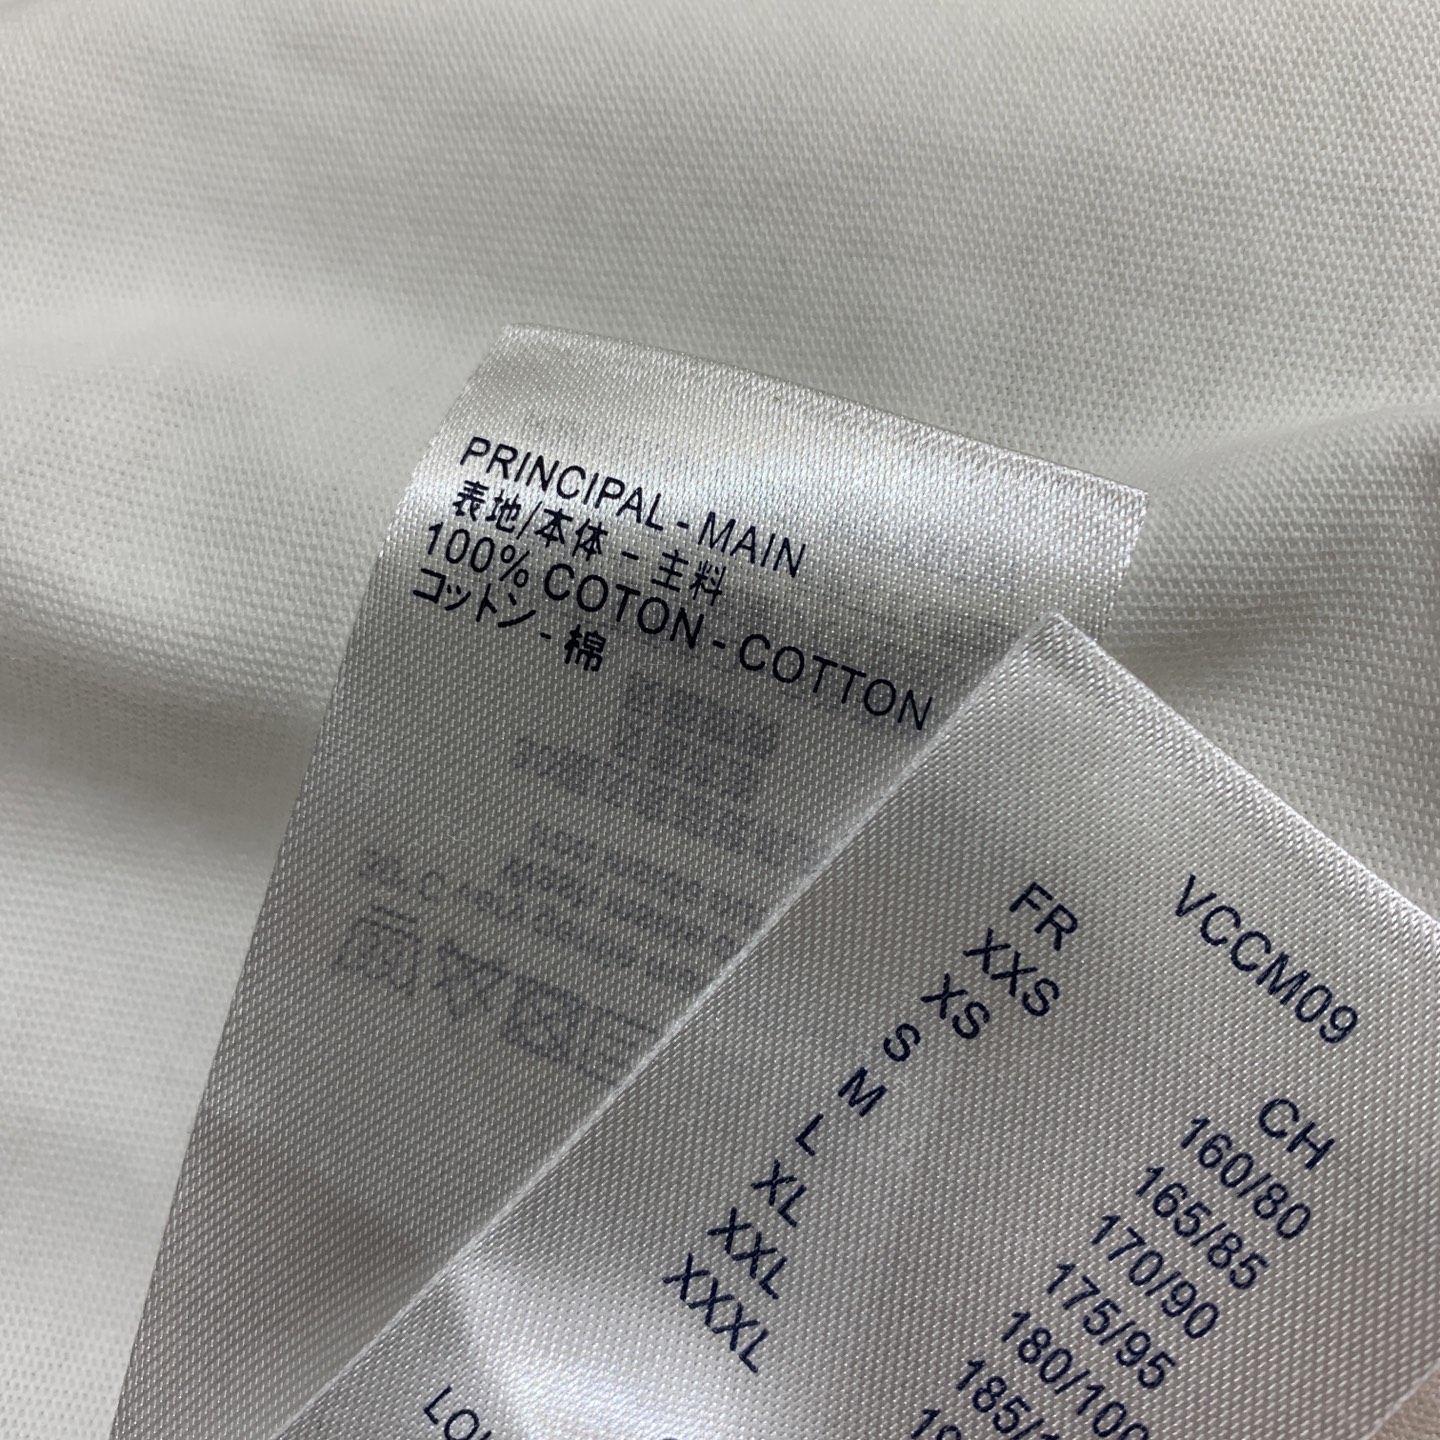 PRINCIPAL - MAIN
表地/本体 - 主料
100% COTON - COTTON
コットン - 棉
VCCM09
FR CH
XXS 160/80
XS 165/85
S 170/90
M 175/95
L 180/100
XL
XXL
XXXL